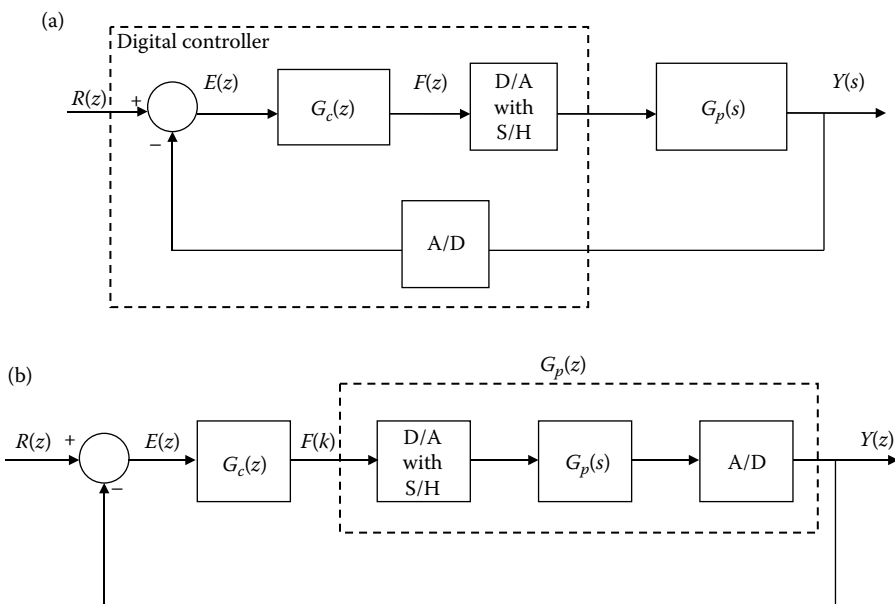 (a)
Digital controller
R(z)
+
−
E(z)
G_c(z)
F(z)
D/A
with
S/H
G_p(s)
Y(s)
A/D
(b)
G_p(z)
R(z)
+
−
E(z)
G_c(z)
F(k)
D/A
with
S/H
G_p(s)
A/D
Y(z)